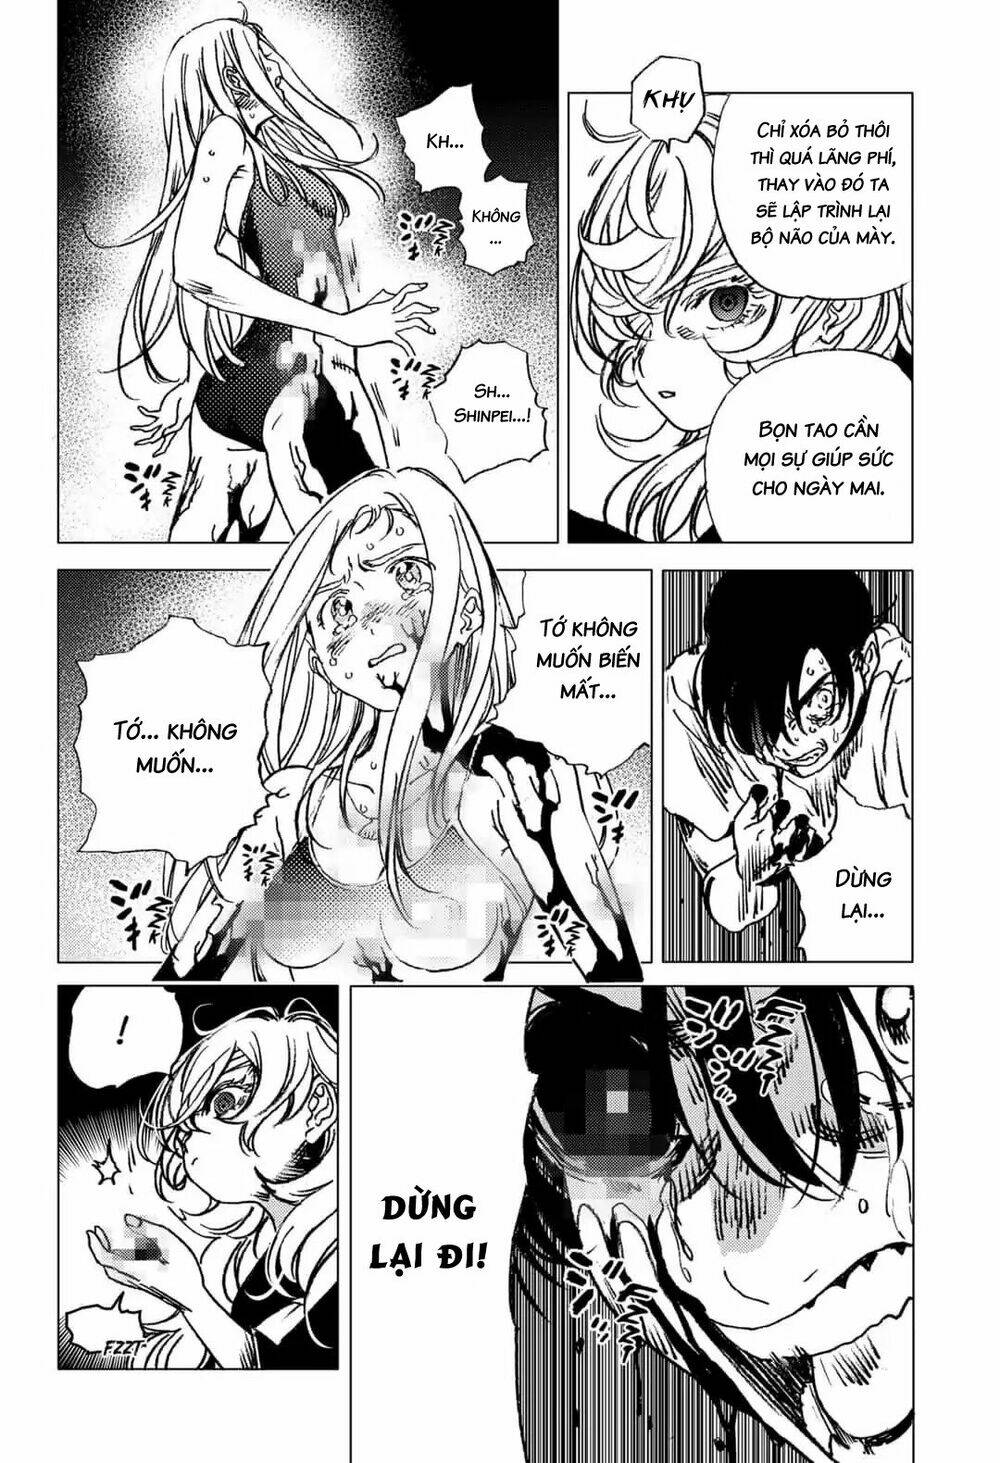 Khụ
Chỉ xóa bỏ thôi
thì quá lãng phí,
thay vào đó ta
sẽ lập trình lại
bộ não của mày.
Bọn tao cần
mọi sự giúp sức
cho ngày mai.
Kh...
Không
...
Sh...
Shinpei...!
Tớ không
muốn biến
mất...
Tớ... không
muốn...
Dừng
lại...
DỪNG
LẠI ĐI!
!
FZZT